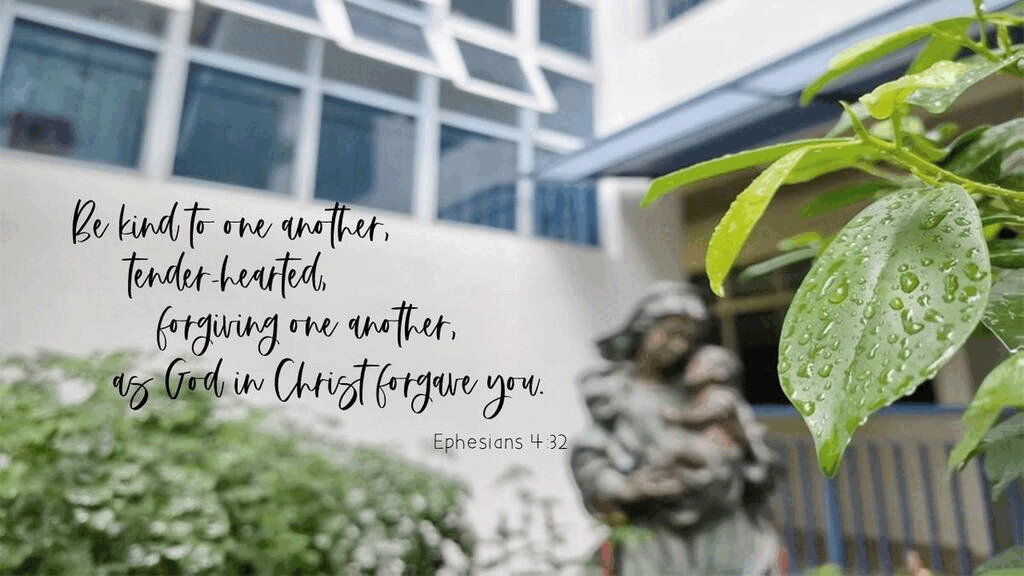 Be kind to one another,
tender-hearted,
forgiving one another,
as God in Christ forgave you.
Ephesians 4:32